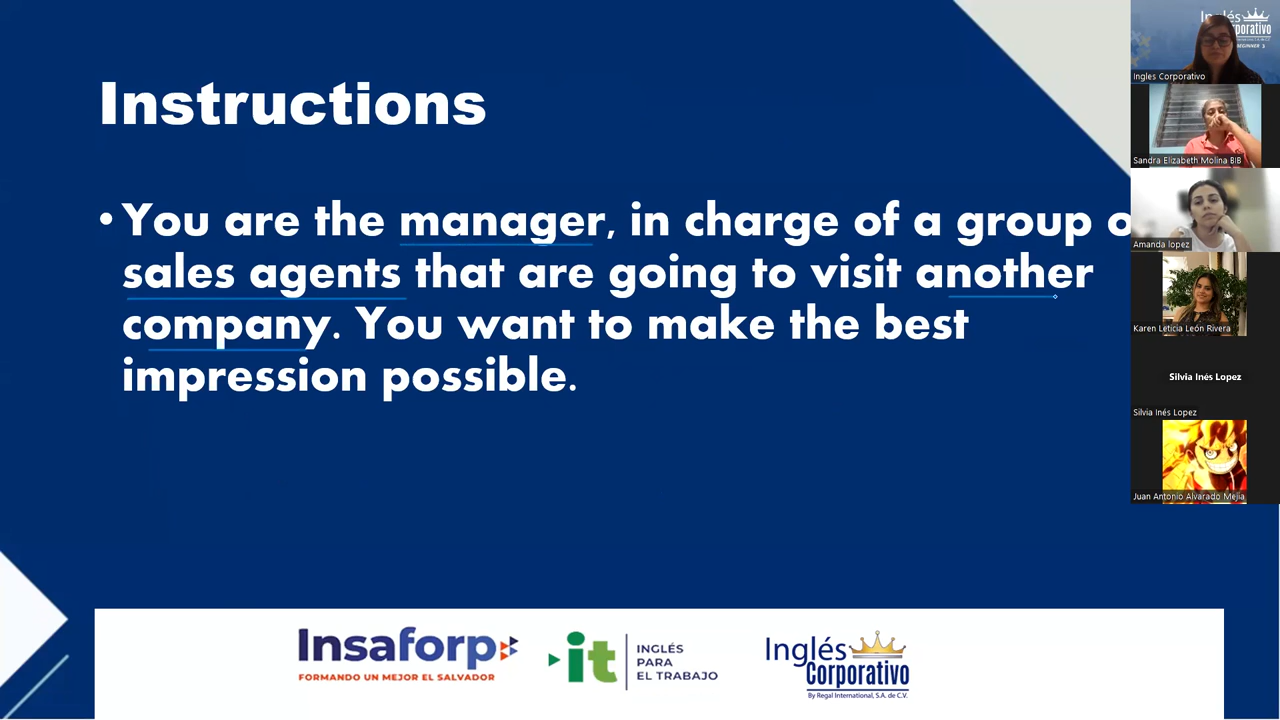 Instructions
• You are the manager, in charge of a group
sales agents that are going to visit another
company. You want to make the best
impression possible.
Insaforp
FORMANDO UN MEJOR EL SALVADOR
it
INGLÉS
PARA
EL TRABAJO
Inglés
Corporativo
By Regal International, S.A. de C.V.
Inglés
Corporativo
BEGINNER 3
Ingles Corporativo
Sandra Elizabeth Molina BIB
Amanda lopez
Karen Leticia León Rivera
Silvia Inés Lopez
Silvia Inés Lopez
Juan Antonio Alvarado Mejía